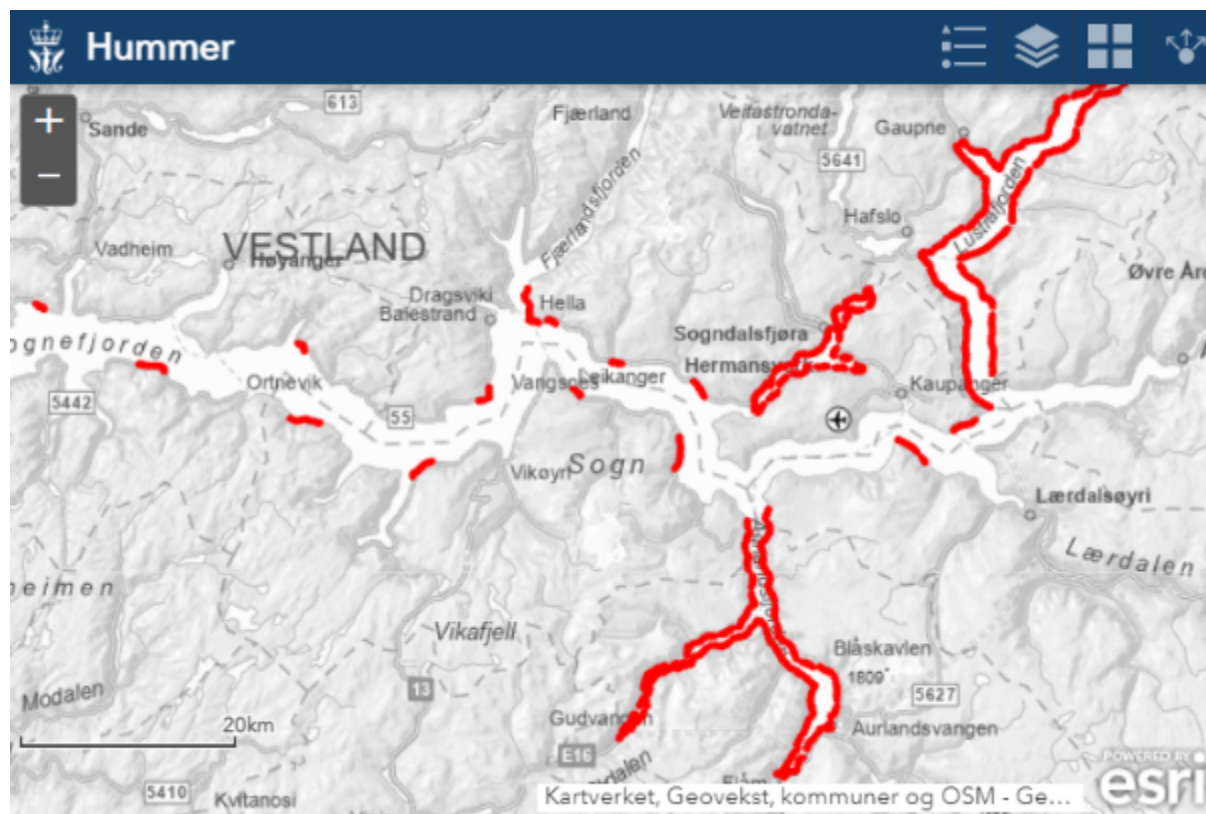 Hummer
+
−
613
Sande
Fjærland
Veitastronda-
vatnet
Gaupne
5641
Fjærlandsfjorden
Lustrafjorden
Hafslo
Vadheim
VESTLAND
Høyanger
Øvre Ård
Dragsviki
Hella
Balestrand
Sogndalsfjøra
ognefjorden
Hermansverk
Ortnevik
Vangsnes
Leikanger
Kaupanger
5442
55
Vikøyri
Sogn
Lærdalsøyri
Lærdalen
heimen
Vikafjell
Blåskavlen
1809
Modalen
13
5627
20km
Gudvangen
Aurlandsvangen
E16
Flåm
5410
Kvitanosi
POWERED BY
esri
Kartverket, Geovekst, kommuner og OSM - Ge...